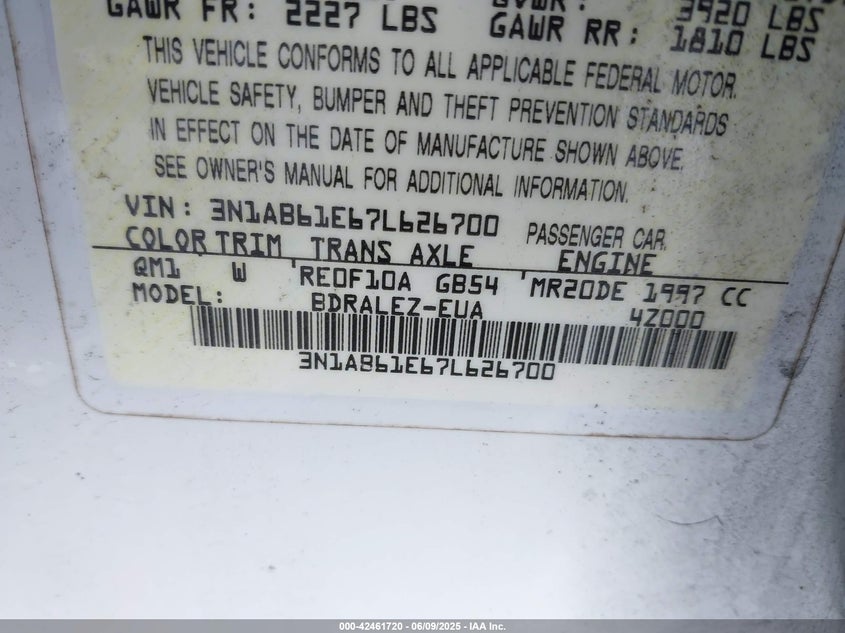 GVWR: 3920 LBS
GAWR FR: 2227 LBS GAWR RR: 1810 LBS
THIS VEHICLE CONFORMS TO ALL APPLICABLE FEDERAL MOTOR
VEHICLE SAFETY, BUMPER AND THEFT PREVENTION STANDARDS
IN EFFECT ON THE DATE OF MANUFACTURE SHOWN ABOVE.
SEE OWNER'S MANUAL FOR ADDITIONAL INFORMATION.
VIN: 3N1AB61E67L626700 PASSENGER CAR.
COLOR TRIM TRANS AXLE ENGINE
QM1 W RE0F10A GB54 MR20DE 1997 CC
MODEL: BDRALEZ-EUA 4Z000
3N1AB61E67L626700
000-42461720 | 06/09/2025 | IAA Inc.